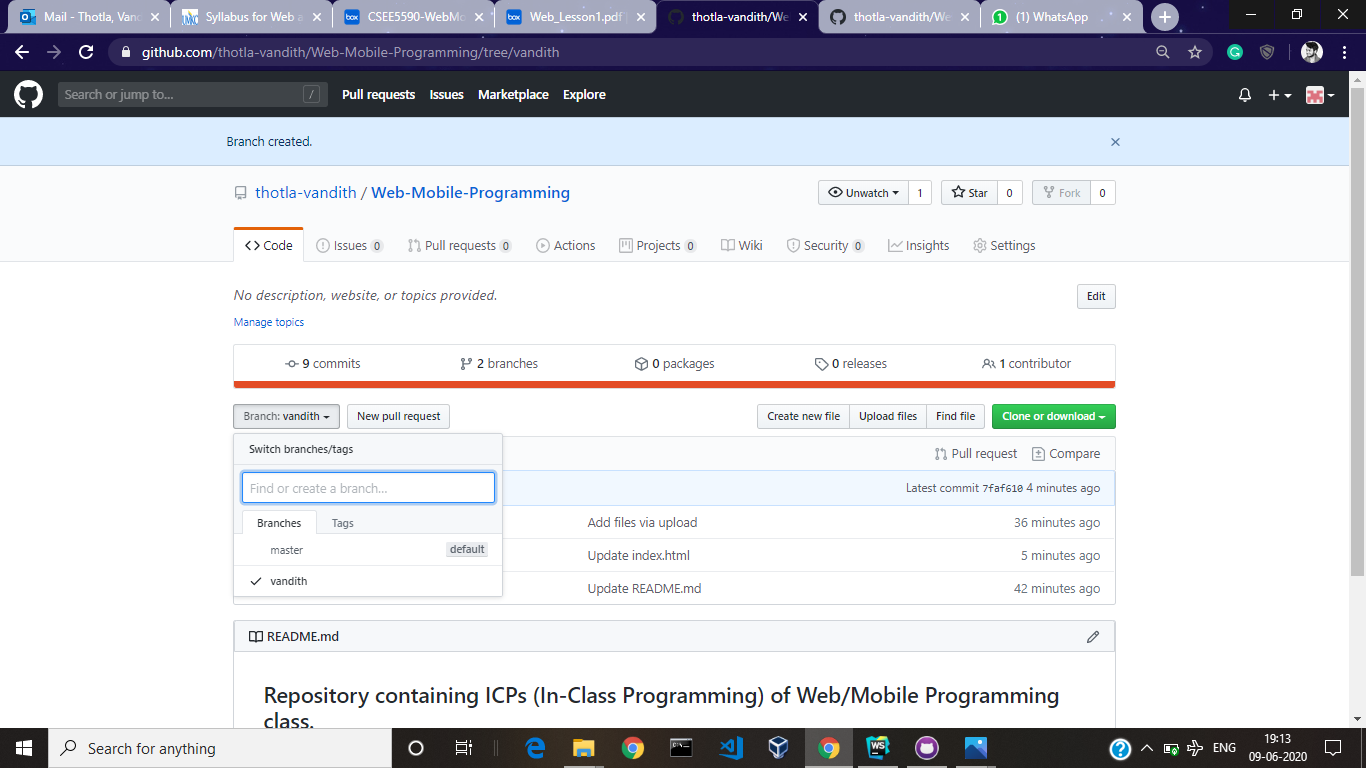 Mail - Thotla, Vand
Syllabus for Web a
CSEE5590-WebMo
Web_Lesson1.pdf
thotla-vandith/We
thotla-vandith/We
(1) WhatsApp
github.com/thotla-vandith/Web-Mobile-Programming/tree/vandith
Search or jump to...
/
Pull requests
Issues
Marketplace
Explore
Branch created.
thotla-vandith / Web-Mobile-Programming
Unwatch 1
Star 0
Fork 0
Code
Issues 0
Pull requests 0
Actions
Projects 0
Wiki
Security 0
Insights
Settings
No description, website, or topics provided.
Edit
Manage topics
9 commits
2 branches
0 packages
0 releases
1 contributor
Branch: vandith
New pull request
Create new file
Upload files
Find file
Clone or download
Switch branches/tags
Pull request
Compare
Find or create a branch...
Latest commit 7faf610 4 minutes ago
Branches
Tags
Add files via upload
36 minutes ago
master
default
Update index.html
5 minutes ago
vandith
Update README.md
42 minutes ago
README.md
Repository containing ICPs (In-Class Programming) of Web/Mobile Programming
class.
Search for anything
WS
ENG
19:13
09-06-2020